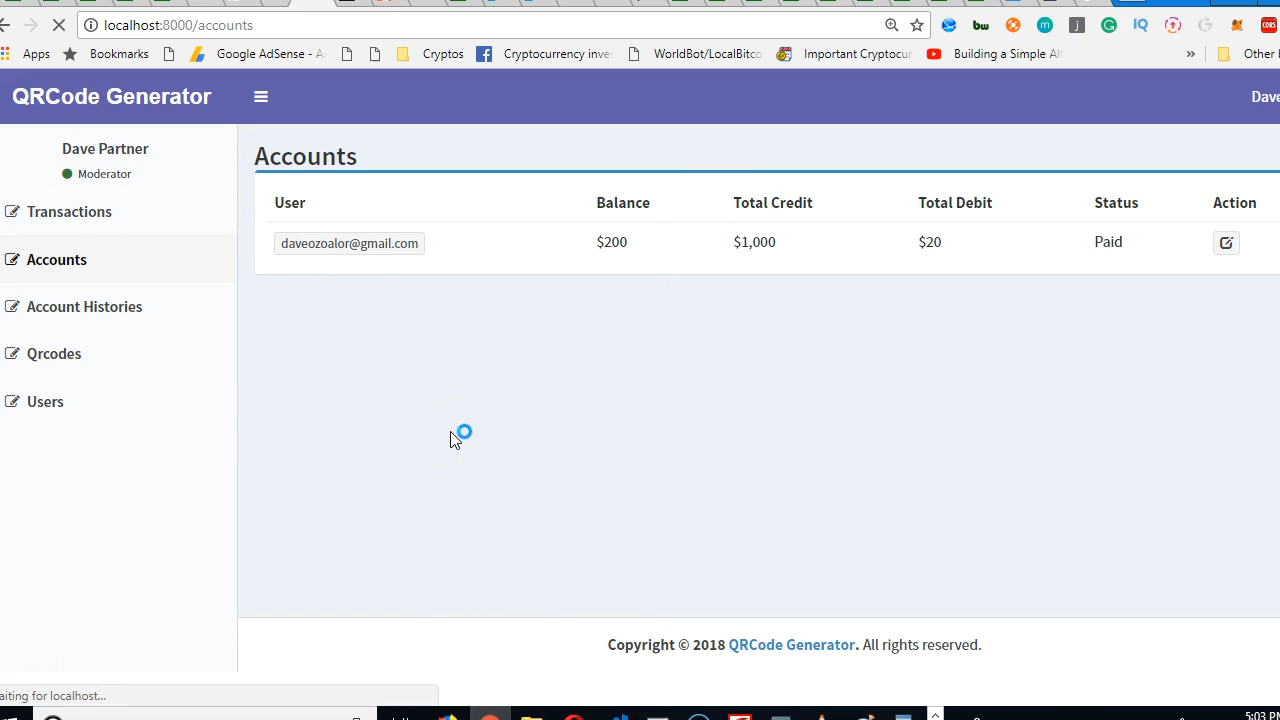 localhost:8000/accounts
Apps Bookmarks Google AdSense - A Cryptos Cryptocurrency inve WorldBot/LocalBitco Important Cryptocur Building a Simple Al » Other
QRCode Generator Dave
Dave Partner
Moderator
Transactions
Accounts
Account Histories
Qrcodes
Users
Accounts
User Balance Total Credit Total Debit Status Action
daveozoalor@gmail.com $200 $1,000 $20 Paid
Copyright © 2018 QRCode Generator. All rights reserved.
aiting for localhost...
5:03 PM